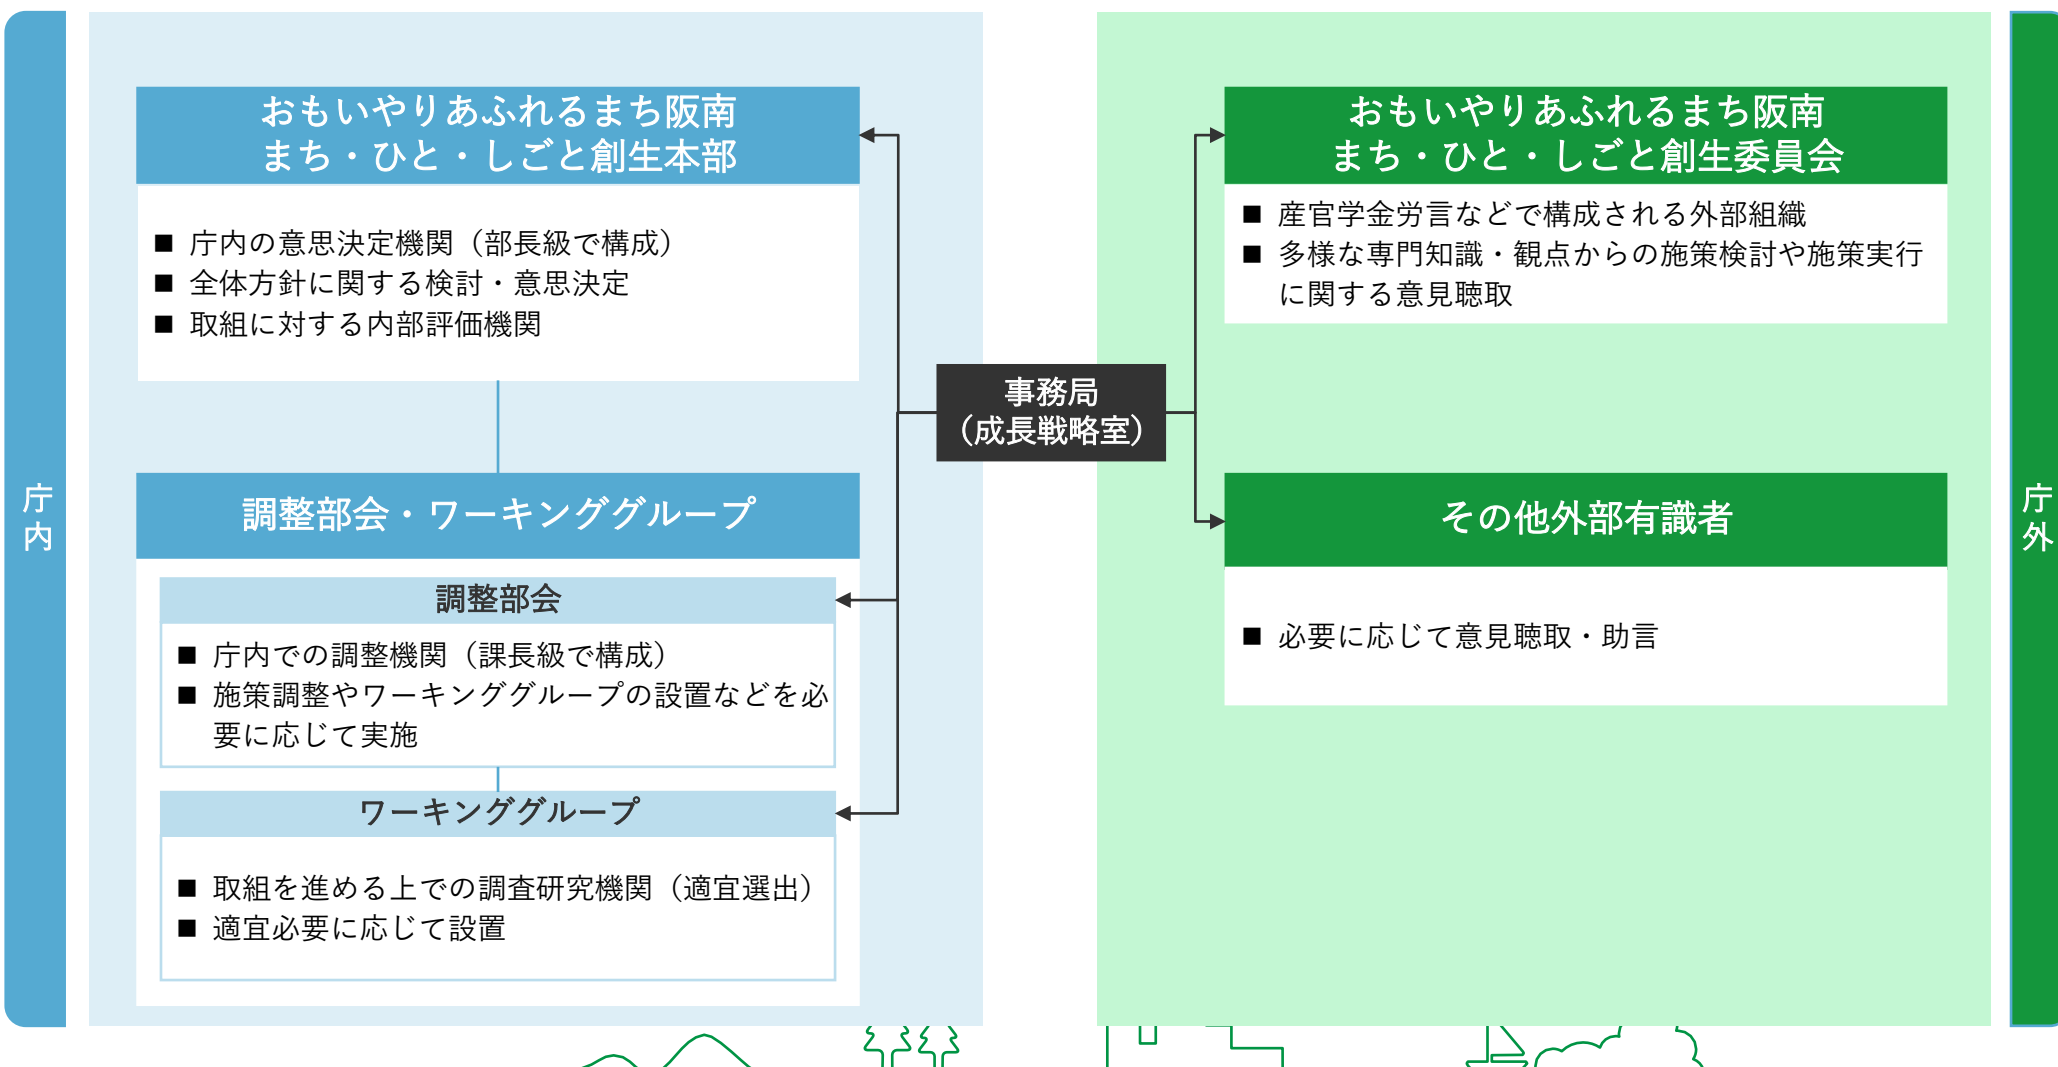 庁内
おもいやりあふれるまち阪南
まち・ひと・しごと創生本部
■ 庁内の意思決定機関（部長級で構成）
■ 全体方針に関する検討・意思決定
■ 取組に対する内部評価機関
調整部会・ワーキンググループ
調整部会
■ 庁内での調整機関（課長級で構成）
■ 施策調整やワーキンググループの設置などを必
要に応じて実施
ワーキンググループ
■ 取組を進める上での調査研究機関（適宜選出）
■ 適宜必要に応じて設置
事務局
（成長戦略室）
おもいやりあふれるまち阪南
まち・ひと・しごと創生委員会
■ 産官学金労言などで構成される外部組織
■ 多様な専門知識・観点からの施策検討や施策実行
に関する意見聴取
その他外部有識者
■ 必要に応じて意見聴取・助言
庁外